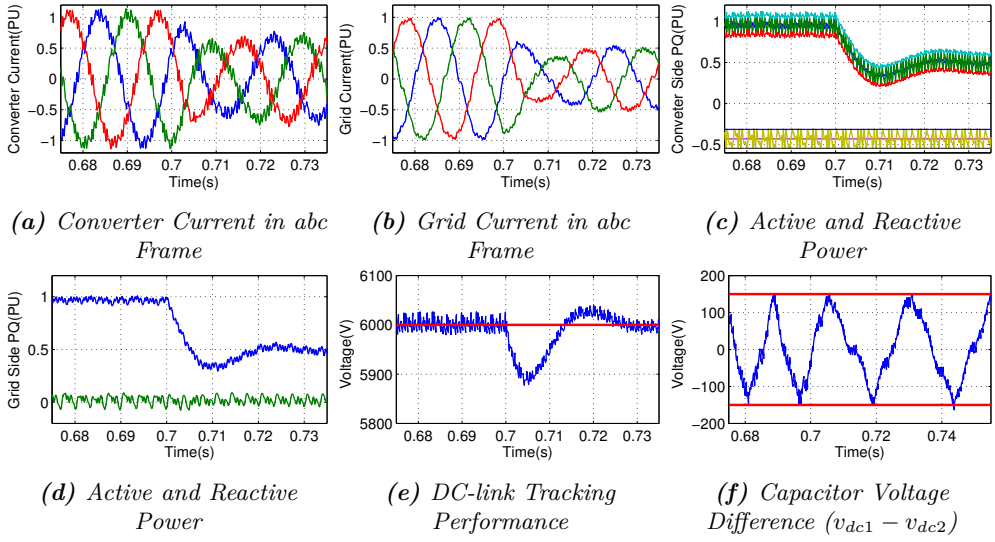 Converter Current(PU)
1
0.5
0
−0.5
−1
0.68 0.69 0.7 0.71 0.72 0.73
Time(s)
(a) Converter Current in abc
Frame
Grid Current(PU)
1
0.5
0
−0.5
−1
0.68 0.69 0.7 0.71 0.72 0.73
Time(s)
(b) Grid Current in abc
Frame
Converter Side PQ(PU)
1
0.5
0
−0.5
0.68 0.69 0.7 0.71 0.72 0.73
Time(s)
(c) Active and Reactive
Power
Grid Side PQ(PU)
1
0.5
0
0.68 0.69 0.7 0.71 0.72 0.73
Time(s)
(d) Active and Reactive
Power
Voltage(V)
6100
6000
5900
5800
0.68 0.69 0.7 0.71 0.72 0.73
Time(s)
(e) DC-link Tracking
Performance
Voltage(V)
200
100
0
−100
−200
0.68 0.7 0.72 0.74
Time(s)
(f) Capacitor Voltage
Difference (vdc1 − vdc2)